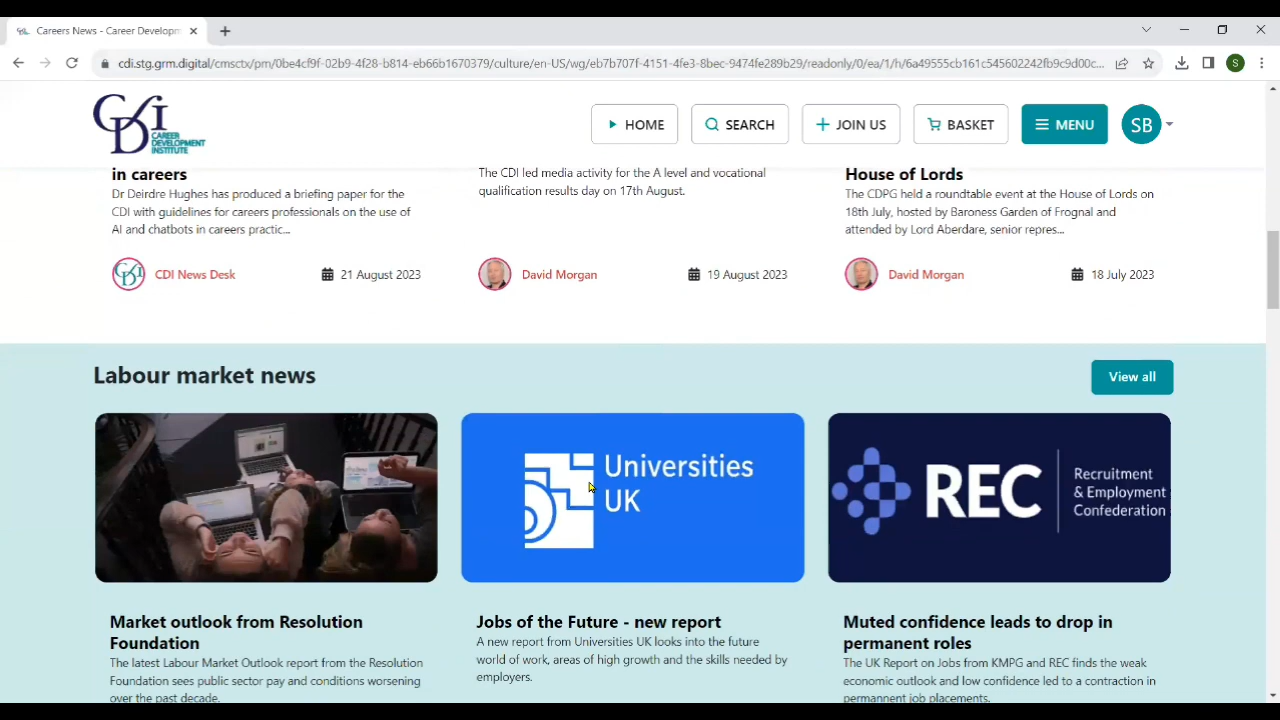 Careers News - Career Developm
cdi.stg.grm.digital/cmsctx/pm/0be4cf9f-02b9-4f28-b814-eb66b1670379/culture/en-US/wg/eb7b707f-4151-4fe3-8bec-9474fe289b29/readonly/0/ea/1/h/6a49555cb161c545602242fb9c9d00c...
S
CDI
CAREER
DEVELOPMENT
INSTITUTE
HOME
SEARCH
JOIN US
BASKET
MENU
SB
in careers
Dr Deirdre Hughes has produced a briefing paper for the
CDI with guidelines for careers professionals on the use of
AI and chatbots in careers practic...
CDI News Desk
21 August 2023
The CDI led media activity for the A level and vocational
qualification results day on 17th August.
David Morgan
19 August 2023
House of Lords
The CDPG held a roundtable event at the House of Lords on
18th July, hosted by Baroness Garden of Frognal and
attended by Lord Aberdare, senior repres...
David Morgan
18 July 2023
Labour market news
View all
Universities
UK
REC
Recruitment
& Employment
Confederation
Market outlook from Resolution
Foundation
The latest Labour Market Outlook report from the Resolution
Foundation sees public sector pay and conditions worsening
over the past decade.
Jobs of the Future - new report
A new report from Universities UK looks into the future
world of work, areas of high growth and the skills needed by
employers.
Muted confidence leads to drop in
permanent roles
The UK Report on Jobs from KMPG and REC finds the weak
economic outlook and low confidence led to a contraction in
permannent job placements.